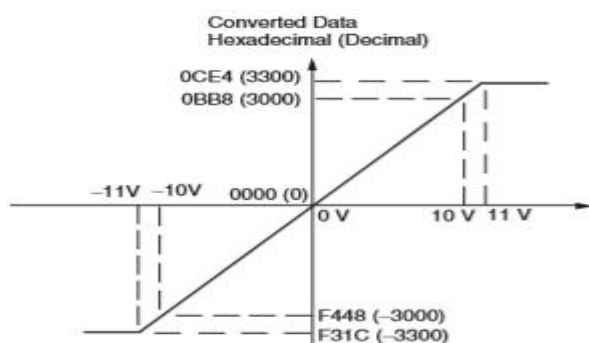 Converted Data
Hexadecimal (Decimal)
0CE4 (3300)
0BB8 (3000)
–11V –10V 0000 (0)
0 V 10 V 11 V
F448 (–3000)
F31C (–3300)